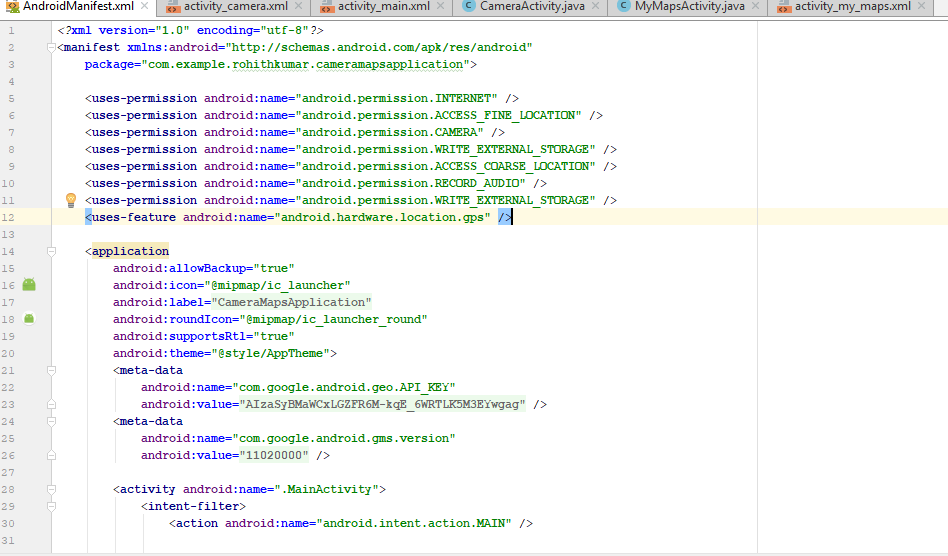 AndroidManifest.xml activity_camera.xml activity_main.xml CameraActivity.java MyMapsActivity.java activity_my_maps.xml
1 <?xml version="1.0" encoding="utf-8"?>
2 <manifest xmlns:android="http://schemas.android.com/apk/res/android"
3 package="com.example.rohithkumar.cameramapsapplication">
4
5 <uses-permission android:name="android.permission.INTERNET" />
6 <uses-permission android:name="android.permission.ACCESS_FINE_LOCATION" />
7 <uses-permission android:name="android.permission.CAMERA" />
8 <uses-permission android:name="android.permission.WRITE_EXTERNAL_STORAGE" />
9 <uses-permission android:name="android.permission.ACCESS_COARSE_LOCATION" />
10 <uses-permission android:name="android.permission.RECORD_AUDIO" />
11 <uses-permission android:name="android.permission.WRITE_EXTERNAL_STORAGE" />
12 <uses-feature android:name="android.hardware.location.gps" />
13
14 <application
15 android:allowBackup="true"
16 android:icon="@mipmap/ic_launcher"
17 android:label="CameraMapsApplication"
18 android:roundIcon="@mipmap/ic_launcher_round"
19 android:supportsRtl="true"
20 android:theme="@style/AppTheme">
21 <meta-data
22 android:name="com.google.android.geo.API_KEY"
23 android:value="AIzaSyBMaWCxLGZFR6M-kqE_6WRTLK5M3EYwgag" />
24 <meta-data
25 android:name="com.google.android.gms.version"
26 android:value="11020000" />
27
28 <activity android:name=".MainActivity">
29 <intent-filter>
30 <action android:name="android.intent.action.MAIN" />
31